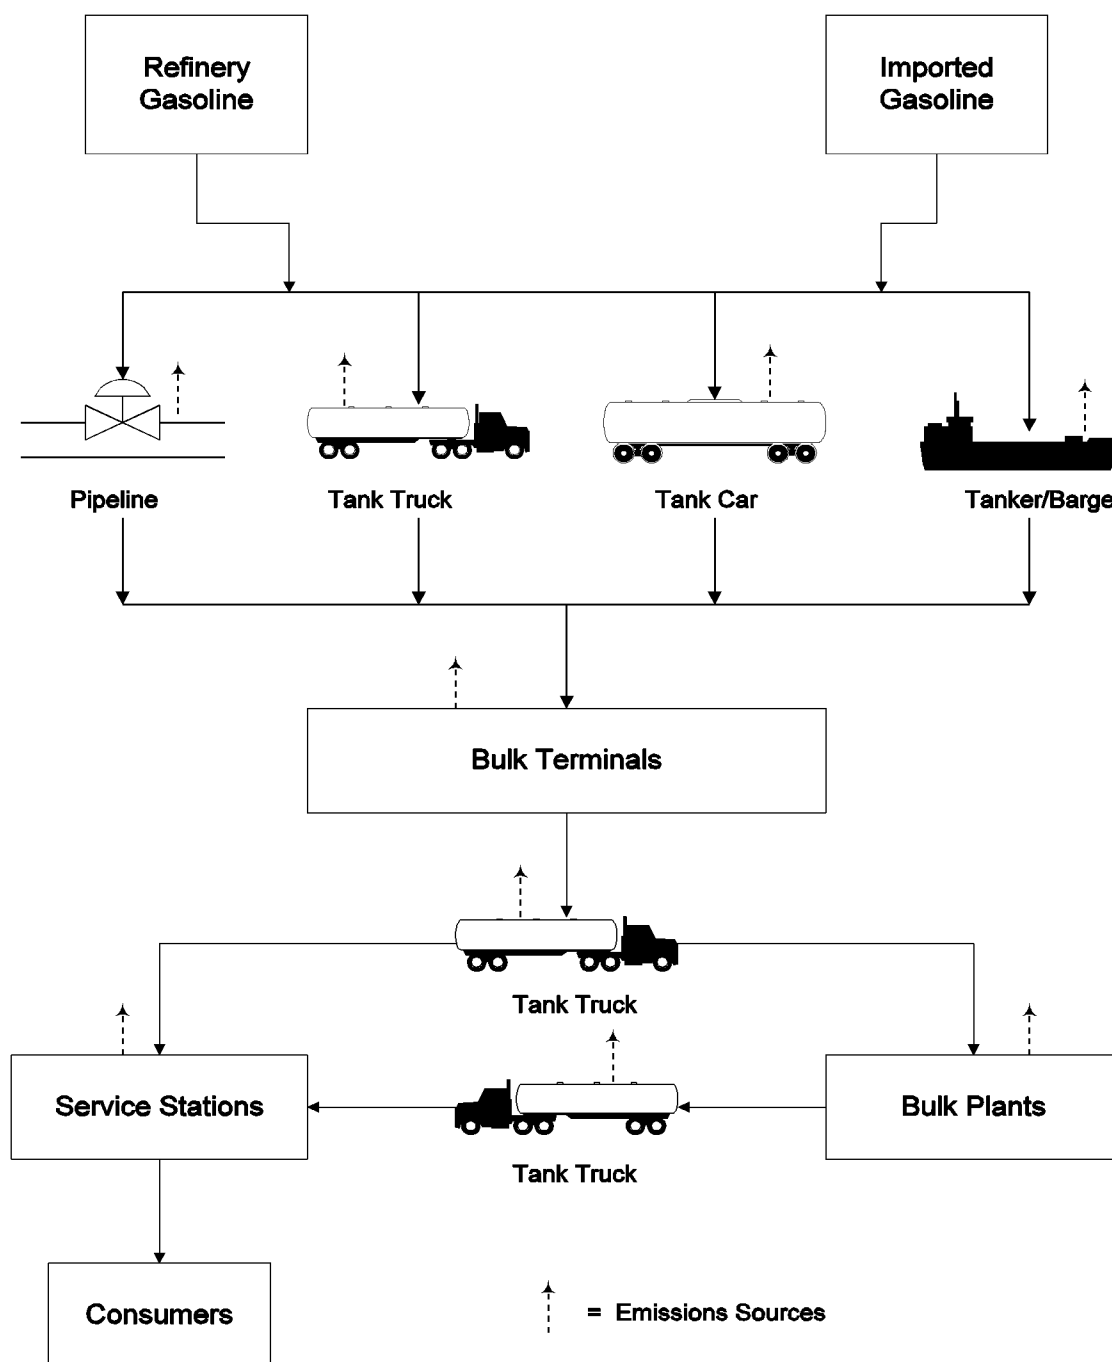 Refinery
Gasoline
Imported
Gasoline
Pipeline
Tank Truck
Tank Car
Tanker/Barge
Bulk Terminals
Tank Truck
Service Stations
Bulk Plants
Tank Truck
Consumers
= Emissions Sources